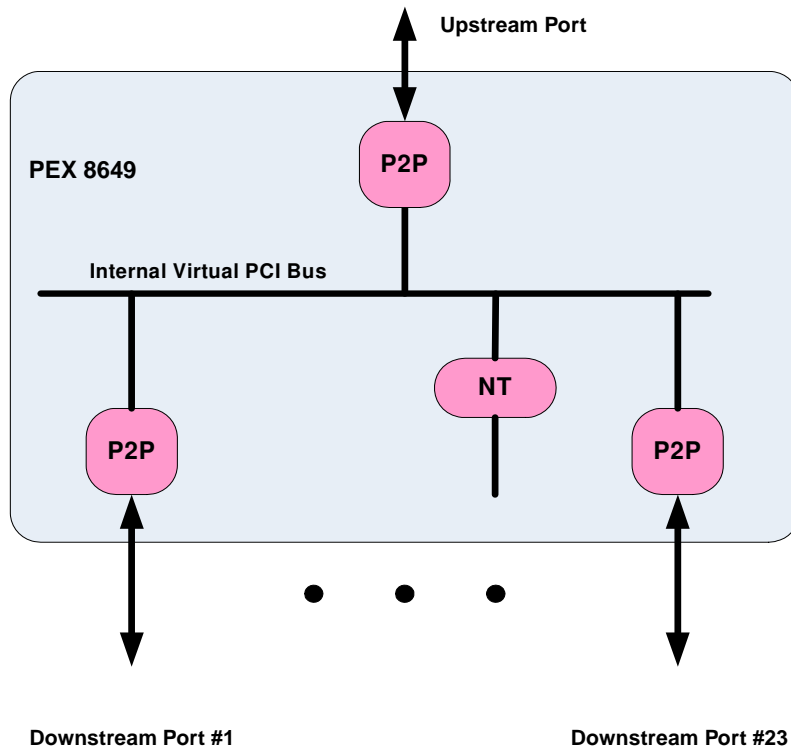 Upstream Port
P2P
PEX 8649
Internal Virtual PCI Bus
NT
P2P
P2P
Downstream Port #1
Downstream Port #23